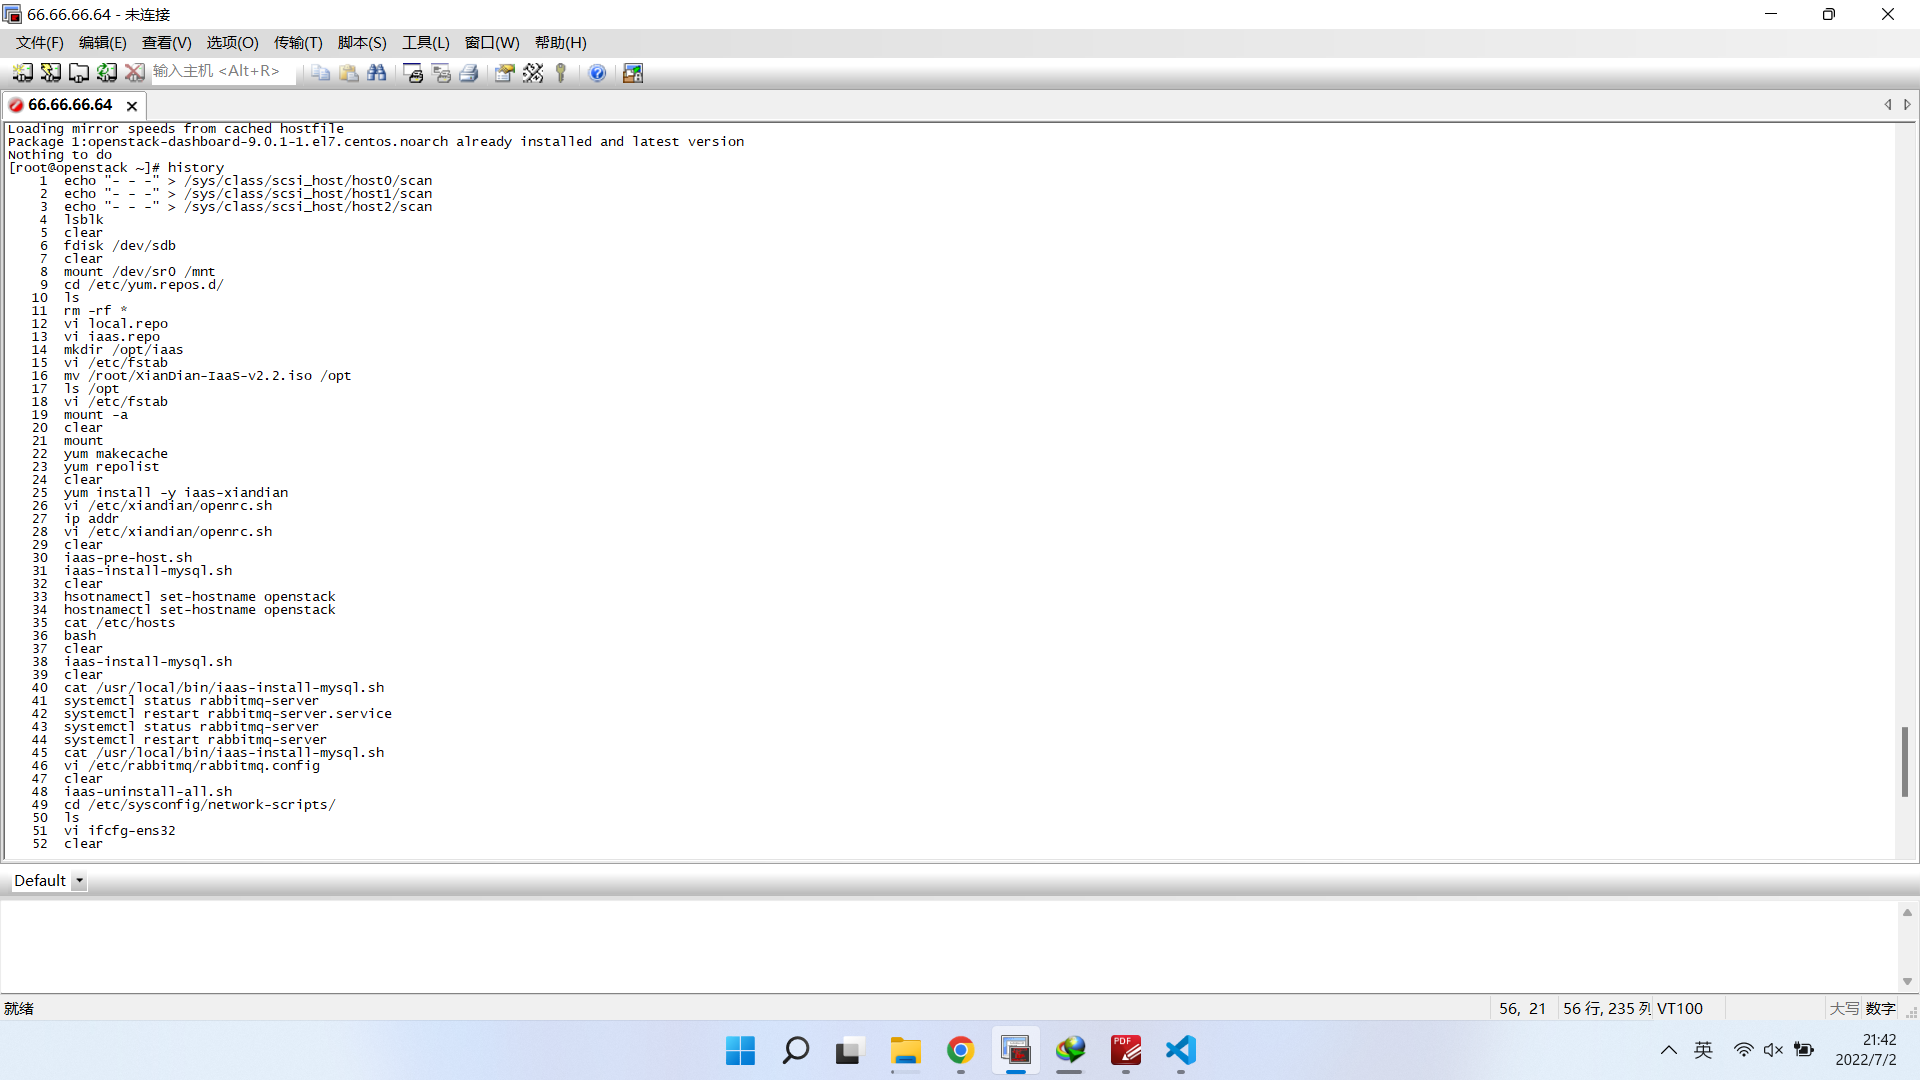 66.66.66.64 - 未连接
文件(F) 编辑(E) 查看(V) 选项(O) 传输(T) 脚本(S) 工具(L) 窗口(W) 帮助(H)
输入主机 <Alt+R>
66.66.66.64
Loading mirror speeds from cached hostfile
Package 1:openstack-dashboard-9.0.1-1.el7.centos.noarch already installed and latest version
Nothing to do
[root@openstack ~]# history
1 echo "- - -" > /sys/class/scsi_host/host0/scan
2 echo "- - -" > /sys/class/scsi_host/host1/scan
3 echo "- - -" > /sys/class/scsi_host/host2/scan
4 lsblk
5 clear
6 fdisk /dev/sdb
7 clear
8 mount /dev/sr0 /mnt
9 cd /etc/yum.repos.d/
10 ls
11 rm -rf *
12 vi local.repo
13 vi iaas.repo
14 mkdir /opt/iaas
15 vi /etc/fstab
16 mv /root/XianDian-IaaS-v2.2.iso /opt
17 ls /opt
18 vi /etc/fstab
19 mount -a
20 clear
21 mount
22 yum makecache
23 yum repolist
24 clear
25 yum install -y iaas-xiandian
26 vi /etc/xiandian/openrc.sh
27 ip addr
28 vi /etc/xiandian/openrc.sh
29 clear
30 iaas-pre-host.sh
31 iaas-install-mysql.sh
32 clear
33 hsotnamectl set-hostname openstack
34 hostnamectl set-hostname openstack
35 cat /etc/hosts
36 bash
37 clear
38 iaas-install-mysql.sh
39 clear
40 cat /usr/local/bin/iaas-install-mysql.sh
41 systemctl status rabbitmq-server
42 systemctl restart rabbitmq-server.service
43 systemctl status rabbitmq-server
44 systemctl restart rabbitmq-server
45 cat /usr/local/bin/iaas-install-mysql.sh
46 vi /etc/rabbitmq/rabbitmq.config
47 clear
48 iaas-uninstall-all.sh
49 cd /etc/sysconfig/network-scripts/
50 ls
51 vi ifcfg-ens32
52 clear
Default
就绪 56, 21 56 行, 235 列 VT100 大写 数字
PDF
英
21:42
2022/7/2